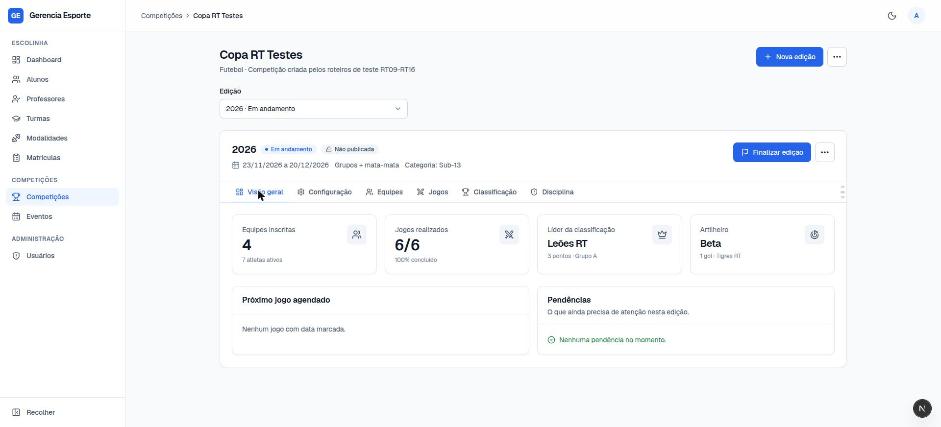 GE Gerencia Esporte
Competições > Copa RT Testes
A
ESCOLINHA
Dashboard
Alunos
Professores
Turmas
Modalidades
Matrículas
COMPETIÇÕES
Competições
Eventos
ADMINISTRAÇÃO
Usuários
Recolher
Copa RT Testes
Futebol · Competição criada pelos roteiros de teste RT09-RT16
+ Nova edição
Edição
2026 · Em andamento
2026 Em andamento Não publicada
23/11/2026 a 20/12/2026 · Grupos + mata-mata · Categoria: Sub-13
Finalizar edição
Visão geral Configuração Equipes Jogos Classificação Disciplina
Equipes inscritas
4
7 atletas ativos
Jogos realizados
6/6
100% concluído
Líder da classificação
Leões RT
3 pontos · Grupo A
Artilheiro
Beta
1 gol · Tigres RT
Próximo jogo agendado
Nenhum jogo com data marcada.
Pendências
O que ainda precisa de atenção nesta edição.
Nenhuma pendência no momento.
N